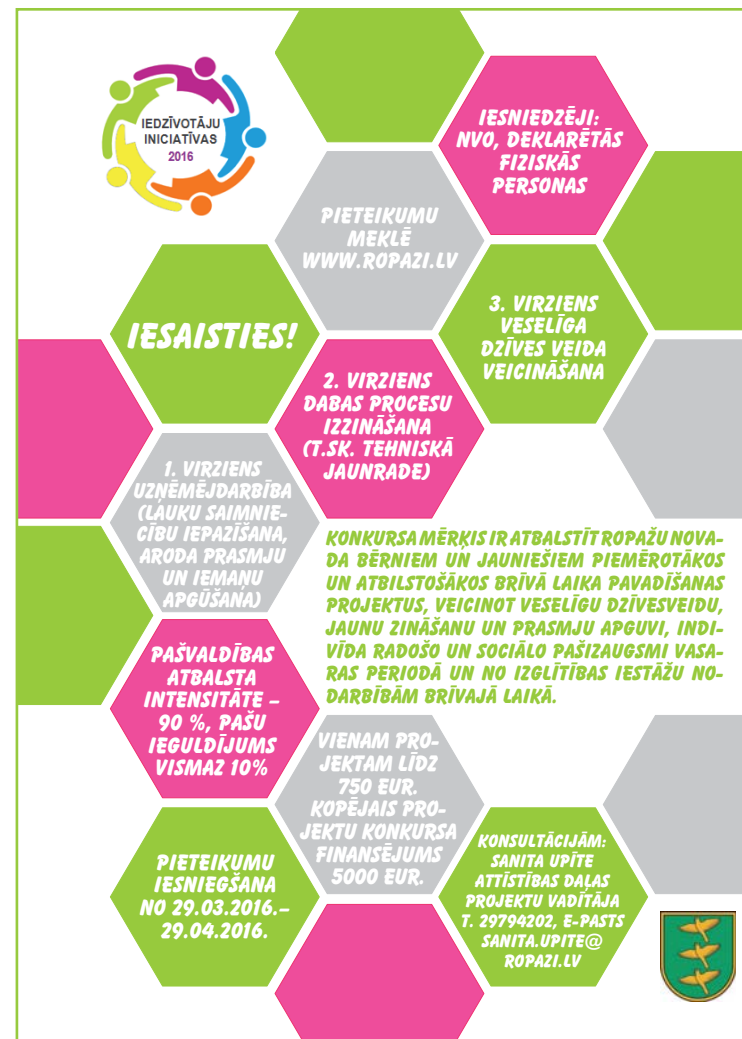 IEDZĪVOTĀJU
INICIATĪVAS
2016
IESNIEDZĒJI:
NVO, DEKLARĒTĀS
FIZISKĀS
PERSONAS
PIETEIKUMU
MEKLĒ
WWW.ROPAZI.LV
IESAISTIES!
3. VIRZIENS
VESELĪGA
DZĪVES VEIDA
VEICINĀŠANA
2. VIRZIENS
DABAS PROCESU
IZZINĀŠANA
(T.SK. TEHNISKĀ
JAUNRADE)
1. VIRZIENS
UZŅĒMĒJDARBĪBA
(LAUKU SAIMNIE-
CĪBU IEPAZĪŠANA,
ARODA PRASMJU
UN IEMAŅU
APGŪŠANA)
KONKURSA MĒRĶIS IR ATBALSTĪT ROPAŽU NOVA-
DA BĒRNIEM UN JAUNIEŠIEM PIEMĒROTĀKOS
UN ATBILSTOŠĀKOS BRĪVĀ LAIKA PAVADĪŠANAS
PROJEKTUS, VEICINOT VESELĪGU DZĪVESVEIDU,
JAUNU ZINĀŠANU UN PRASMJU APGUVI, INDI-
VĪDA RADOŠO UN SOCIĀLO PAŠIZAUGSMI VASA-
RAS PERIODĀ UN NO IZGLĪTĪBAS IESTĀŽU NO-
DARBĪBĀM BRĪVAJĀ LAIKĀ.
PAŠVALDĪBAS
ATBALSTA
INTENSITĀTE –
90 %, PAŠU
IEGULDĪJUMS
VISMAZ 10%
VIENAM PRO-
JEKTAM LĪDZ
750 EUR.
KOPĒJAIS PRO-
JEKTU KONKURSA
FINANSĒJUMS
5000 EUR.
PIETEIKUMU
IESNIEGŠANA
NO 29.03.2016.–
29.04.2016.
KONSULTĀCIJĀM:
SANITA UPĪTE
ATTĪSTĪBAS DAĻAS
PROJEKTU VADĪTĀJA
T. 29794202, E-PASTS
SANITA.UPITE@
ROPAZI.LV